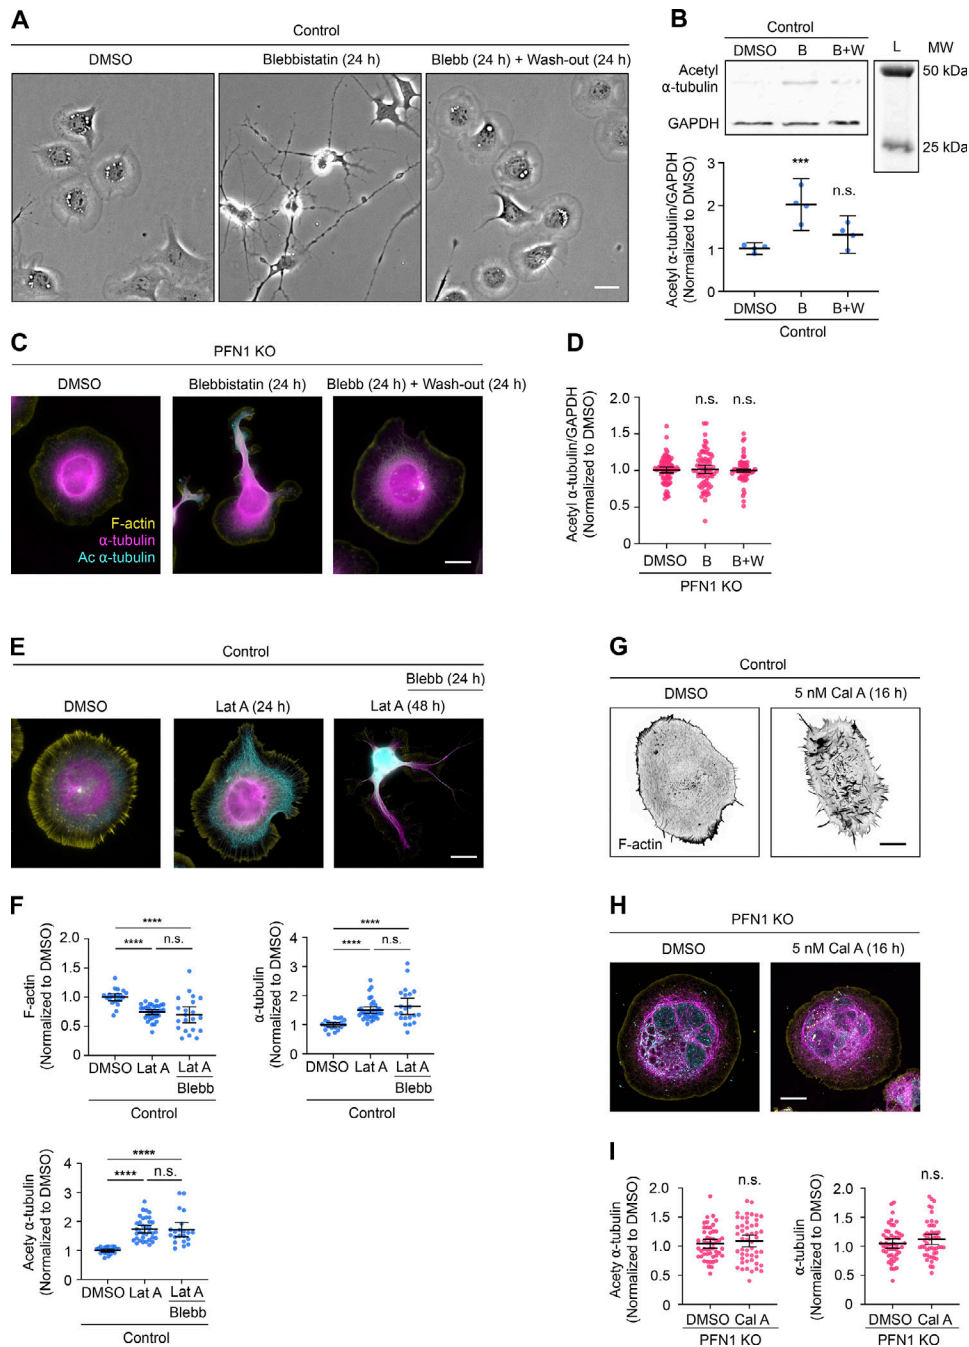 A
Control
DMSO
Blebbistatin (24 h)
Blebb (24 h) + Wash-out (24 h)
B
Control
DMSO
B
B+W
L
MW
Acetyl
α-tubulin
GAPDH
50 kDa
25 kDa
Acetyl α-tubulin/GAPDH
(Normalized to DMSO)
3
2
1
0
***
n.s.
DMSO
B
B+W
Control
C
PFN1 KO
DMSO
Blebbistatin (24 h)
Blebb (24 h) + Wash-out (24 h)
F-actin
α-tubulin
Ac α-tubulin
D
Acetyl α-tubulin/GAPDH
(Normalized to DMSO)
2.0
1.5
1.0
0.5
0
n.s.
n.s.
DMSO
B
B+W
PFN1 KO
E
Control
Blebb (24 h)
DMSO
Lat A (24 h)
Lat A (48 h)
F
F-actin
(Normalized to DMSO)
2.0
1.5
1.0
0.5
0
****
****
n.s.
DMSO
Lat A
Lat A
Blebb
Control
α-tubulin
(Normalized to DMSO)
4
3
2
1
0
****
****
n.s.
DMSO
Lat A
Lat A
Blebb
Control
Acety α-tubulin
(Normalized to DMSO)
4
3
2
1
0
****
****
n.s.
DMSO
Lat A
Lat A
Blebb
Control
G
Control
DMSO
5 nM Cal A (16 h)
F-actin
H
PFN1 KO
DMSO
5 nM Cal A (16 h)
I
Acety α-tubulin
(Normalized to DMSO)
2.0
1.5
1.0
0.5
0
n.s.
DMSO
Cal A
PFN1 KO
α-tubulin
(Normalized to DMSO)
2.0
1.5
1.0
0.5
0
n.s.
DMSO
Cal A
PFN1 KO